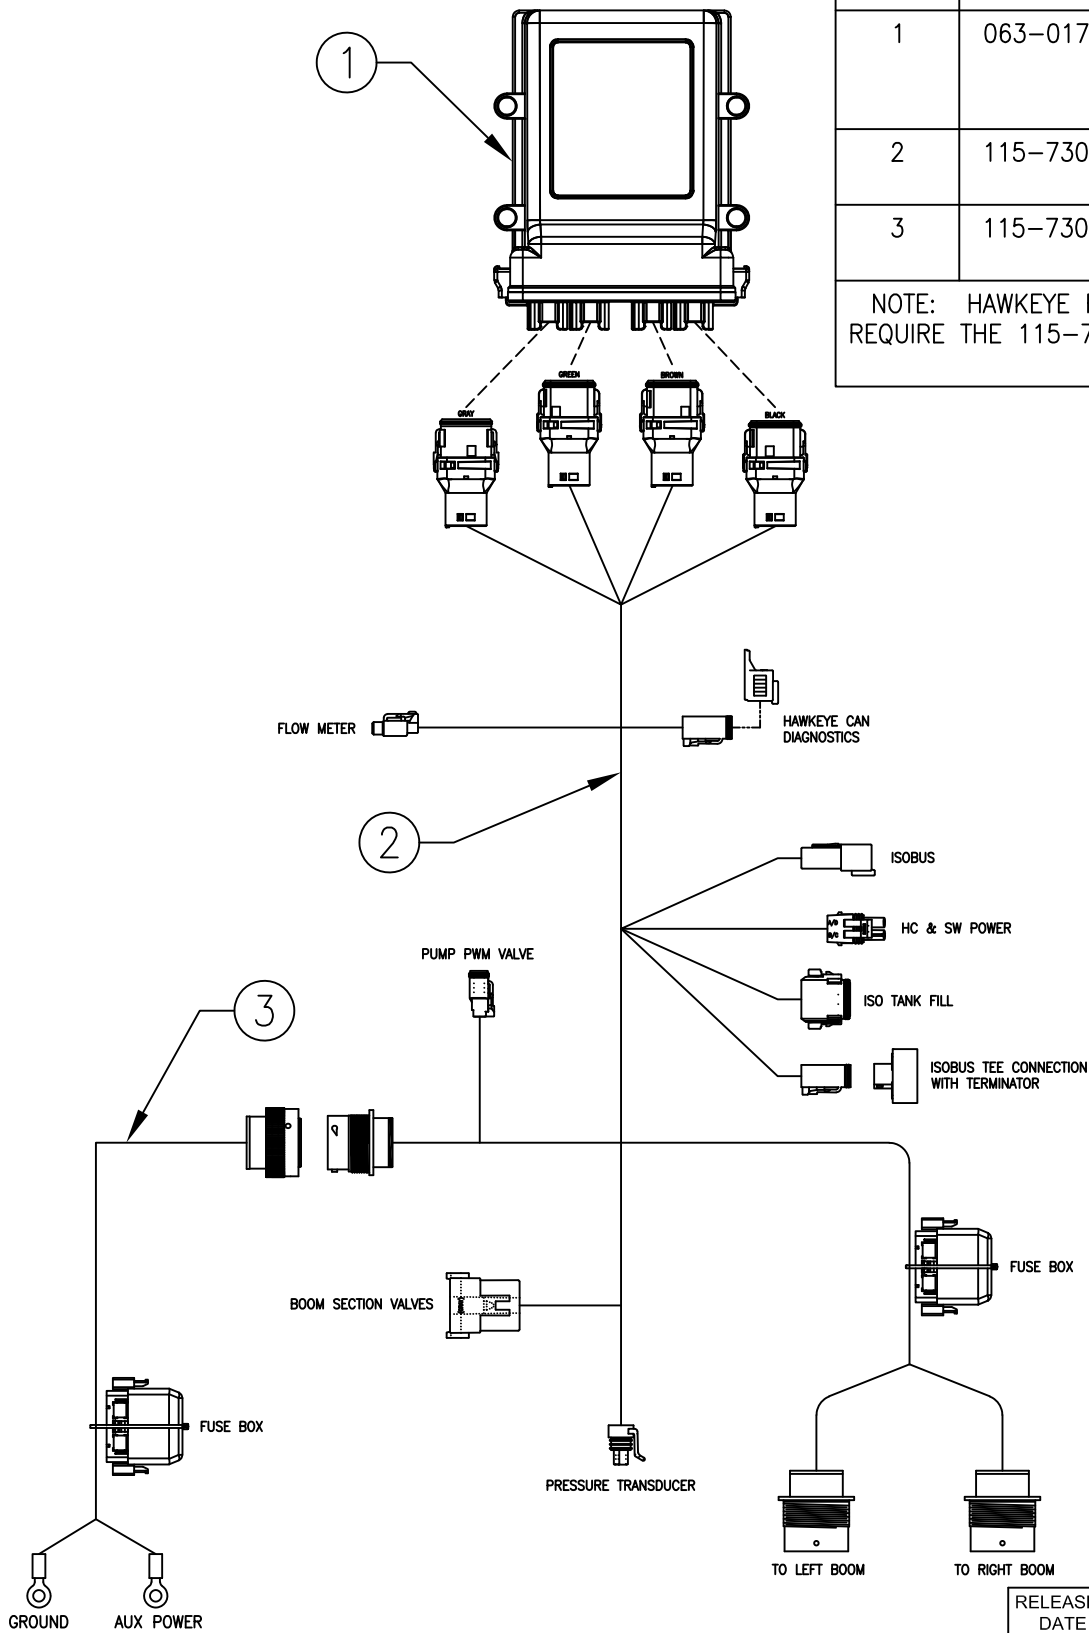 1
1 063-017
2 115-730
3 115-730
NOTE: HAWKEYE
REQUIRE THE 115-7
GREEN
BROWN
GRAY
BLACK
FLOW METER
HAWKEYE CAN
DIAGNOSTICS
2
ISOBUS
HC & SW POWER
PUMP PWM VALVE
ISO TANK FILL
3
ISOBUS TEE CONNECTION
WITH TERMINATOR
FUSE BOX
BOOM SECTION VALVES
FUSE BOX
PRESSURE TRANSDUCER
TO LEFT BOOM
TO RIGHT BOOM
GROUND
AUX POWER
RELEAS
DATE